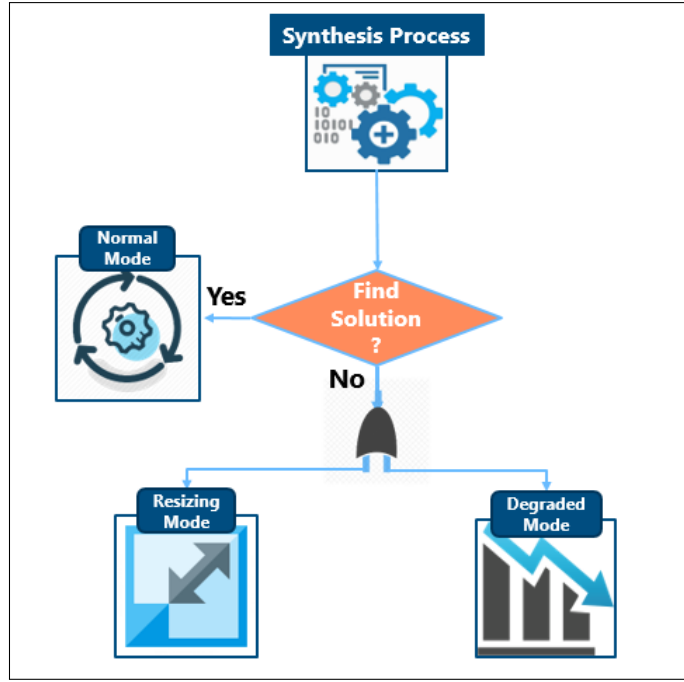 Synthesis Process
10
10101
010
Normal
Mode
Yes
Find
Solution
?
No
Resizing
Mode
Degraded
Mode